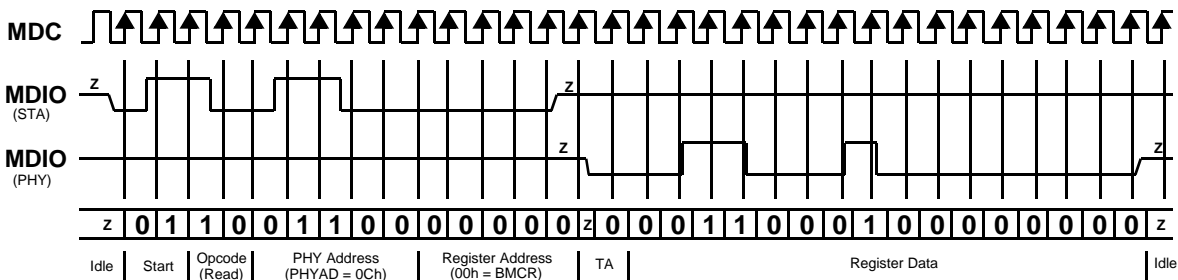 MDC
z z
MDIO
(STA)
z z
MDIO
(PHY)
z 0 1 1 0 0 1 1 0 0 0 0 0 0 0 z 0 0 0 1 1 0 0 0 1 0 0 0 0 0 0 0 0 z
Idle Start Opcode PHY Address Register Address TA Register Data Idle
(Read) (PHYAD = 0Ch) (00h = BMCR)